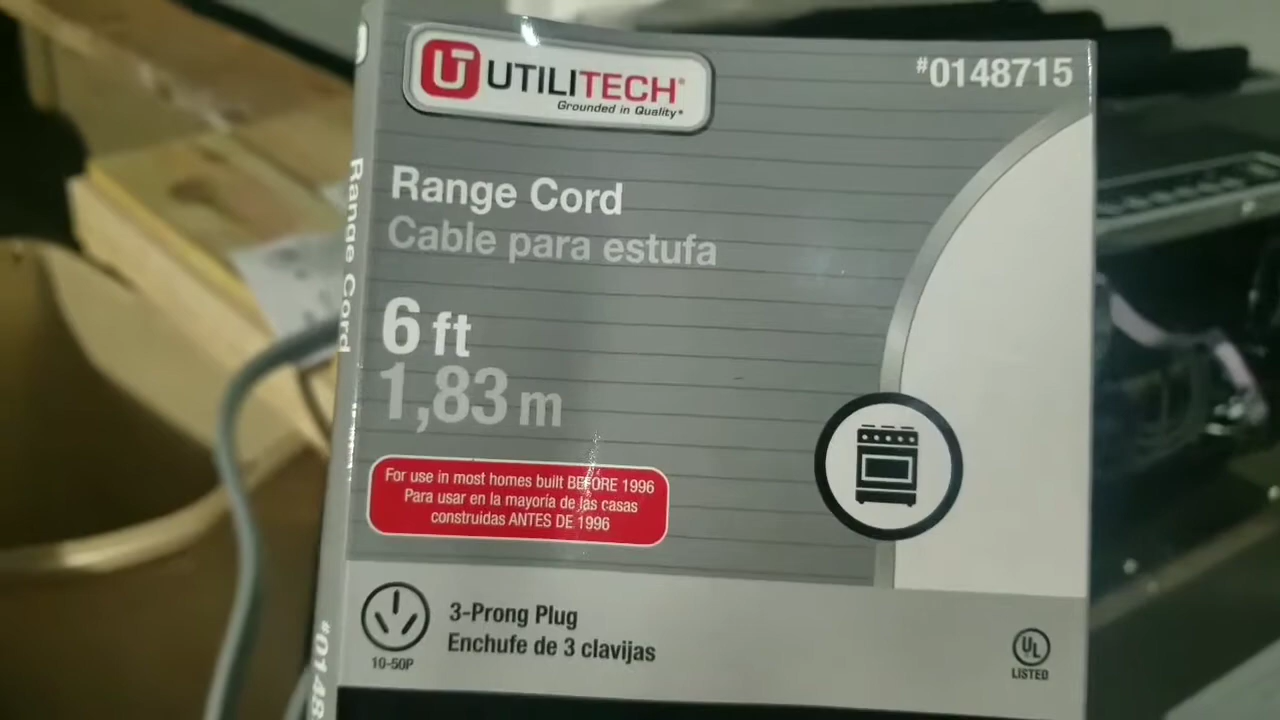 UT UTILITECH®
Grounded in Quality®
#0148715
Range Cord
Cable para estufa
6 ft
1,83 m
For use in most homes built BEFORE 1996
Para usar en la mayoría de las casas
construidas ANTES DE 1996
10-50P
3-Prong Plug
Enchufe de 3 clavijas
UL
LISTED
Range Cord
#0148